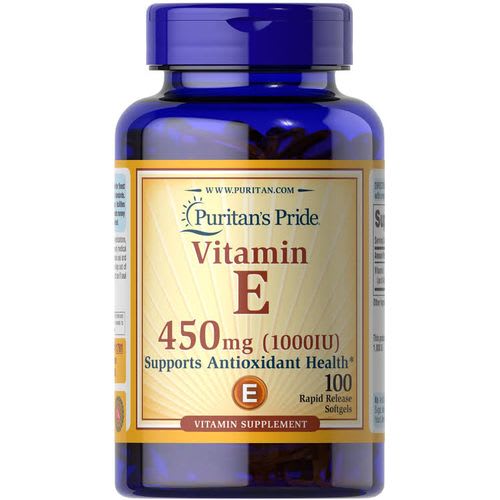 WWW.PURITAN.COM
Puritan's Pride
Vitamin
E
450mg (1000IU)
Supports Antioxidant Health*
E
100
Rapid Release
Softgels
VITAMIN SUPPLEMENT